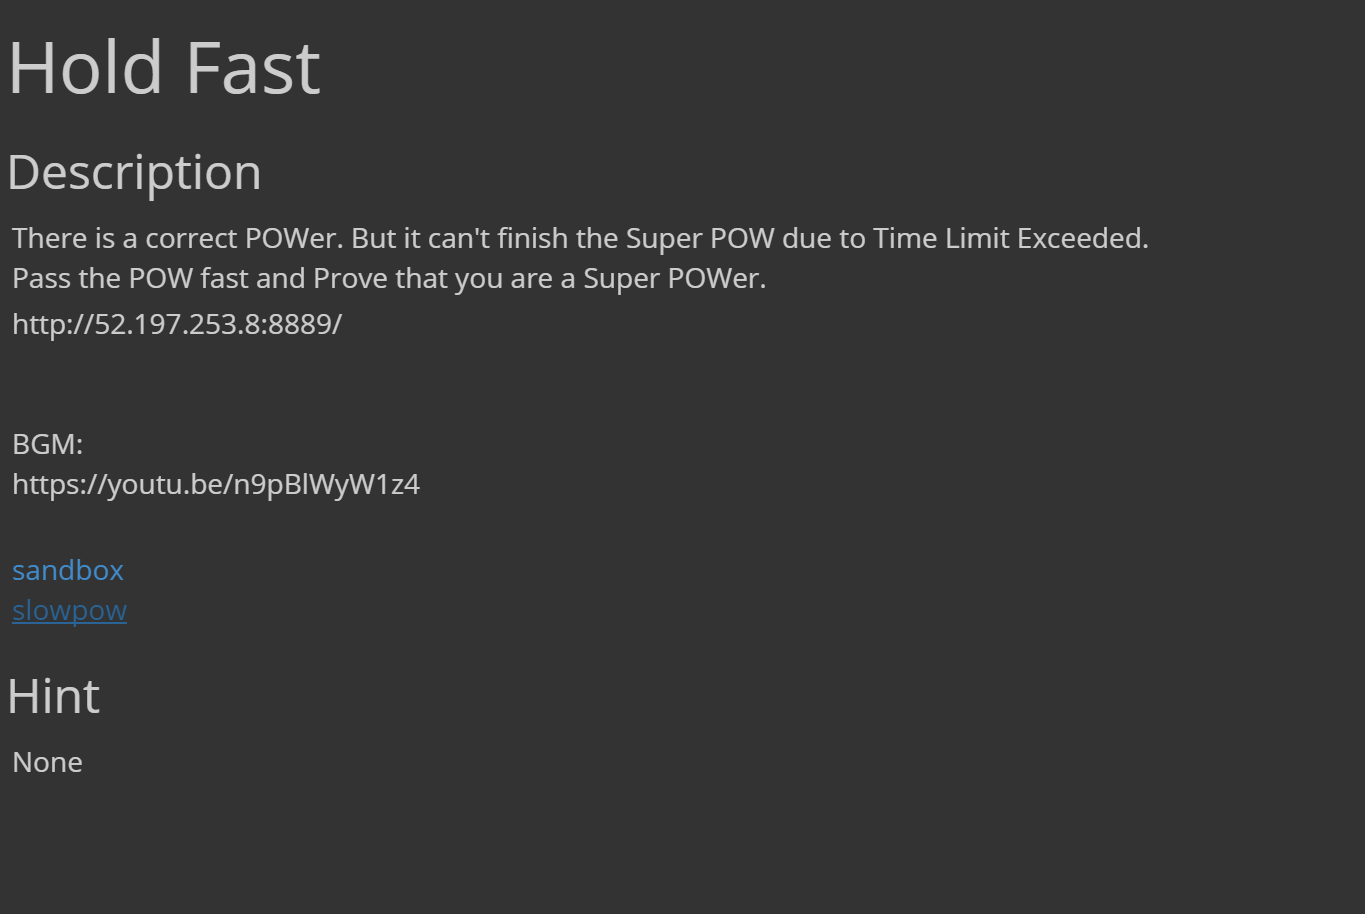 Hold Fast
Description
There is a correct POWer. But it can't finish the Super POW due to Time Limit Exceeded.
Pass the POW fast and Prove that you are a Super POWer.
http://52.197.253.8:8889/
BGM:
https://youtu.be/n9pBlWyW1z4
sandbox
slowpow
Hint
None